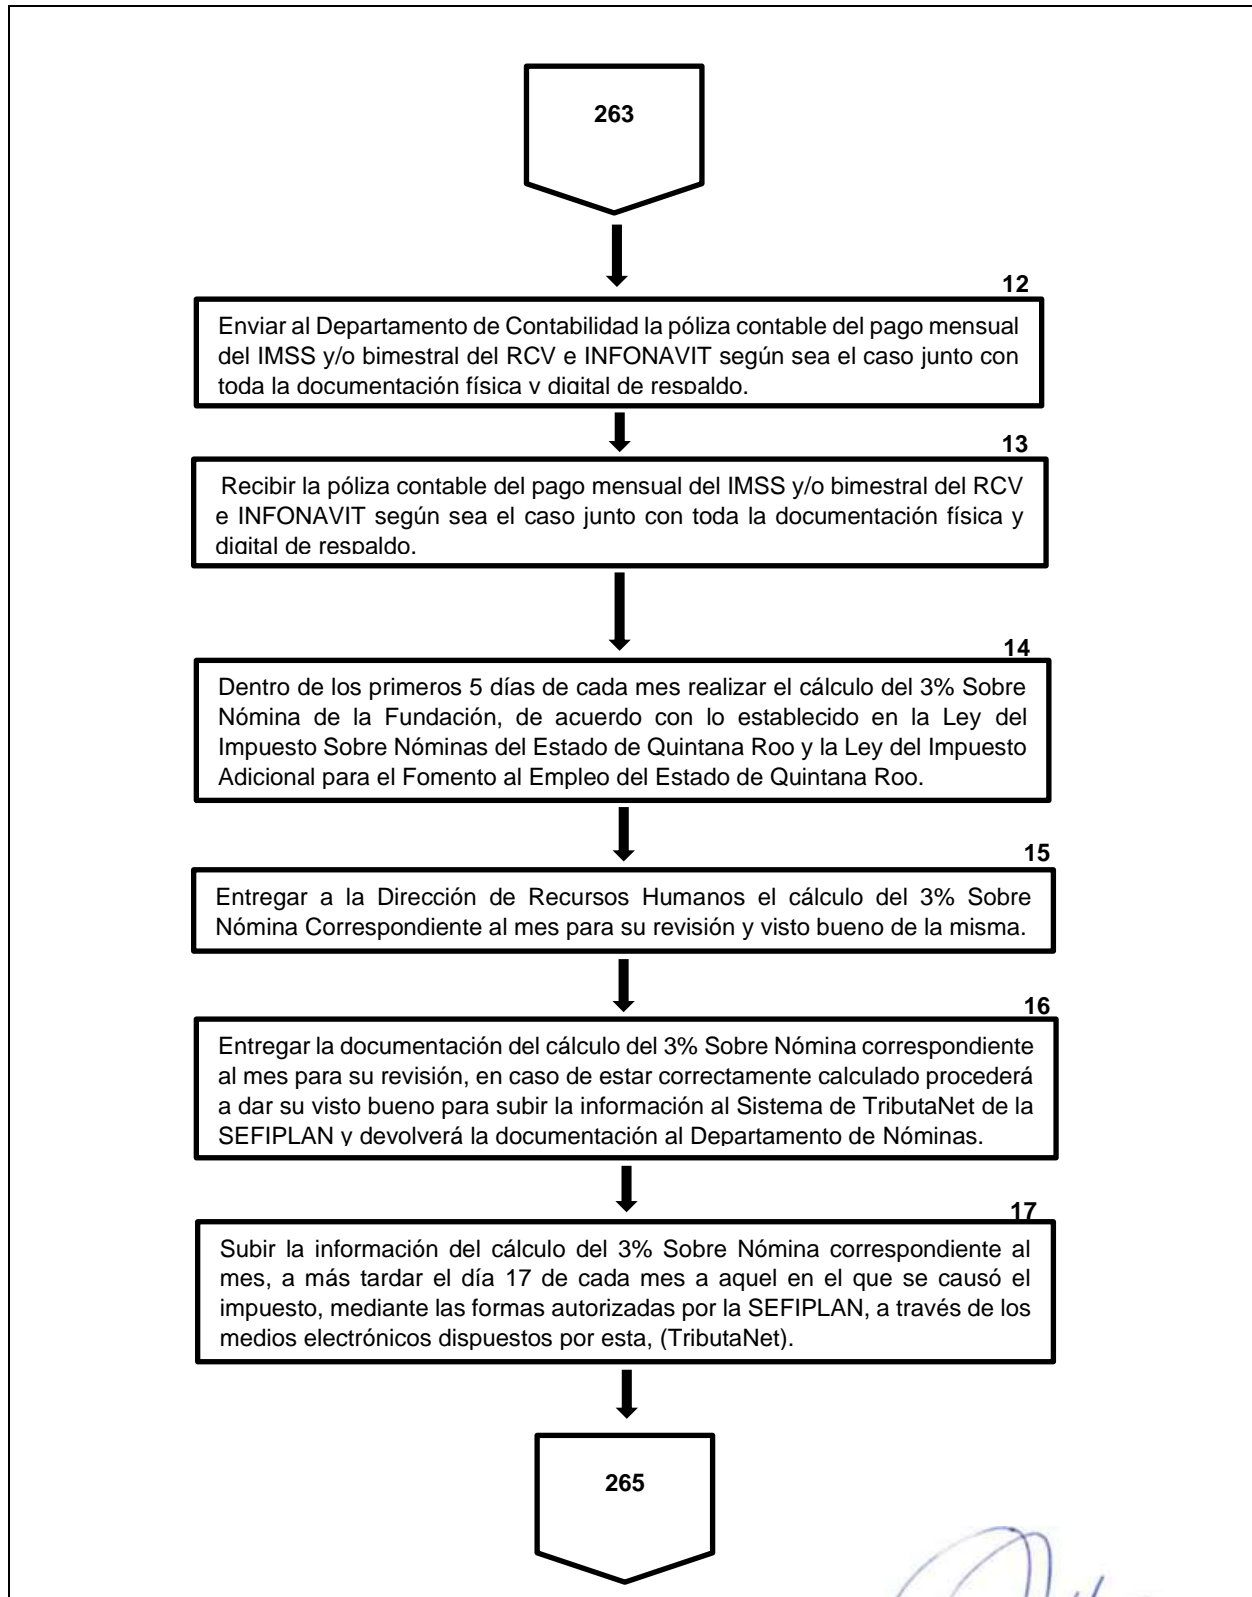 263
12
Enviar al Departamento de Contabilidad la póliza contable del pago mensual
del IMSS y/o bimestral del RCV e INFONAVIT según sea el caso junto con
toda la documentación física y digital de respaldo.
13
Recibir la póliza contable del pago mensual del IMSS y/o bimestral del RCV
e INFONAVIT según sea el caso junto con toda la documentación física y
digital de respaldo.
14
Dentro de los primeros 5 días de cada mes realizar el cálculo del 3% Sobre
Nómina de la Fundación, de acuerdo con lo establecido en la Ley del
Impuesto Sobre Nóminas del Estado de Quintana Roo y la Ley del Impuesto
Adicional para el Fomento al Empleo del Estado de Quintana Roo.
15
Entregar a la Dirección de Recursos Humanos el cálculo del 3% Sobre
Nómina Correspondiente al mes para su revisión y visto bueno de la misma.
16
Entregar la documentación del cálculo del 3% Sobre Nómina correspondiente
al mes para su revisión, en caso de estar correctamente calculado procederá
a dar su visto bueno para subir la información al Sistema de TributaNet de la
SEFIPLAN y devolverá la documentación al Departamento de Nóminas.
17
Subir la información del cálculo del 3% Sobre Nómina correspondiente al
mes, a más tardar el día 17 de cada mes a aquel en el que se causó el
impuesto, mediante las formas autorizadas por la SEFIPLAN, a través de los
medios electrónicos dispuestos por esta, (TributaNet).
265